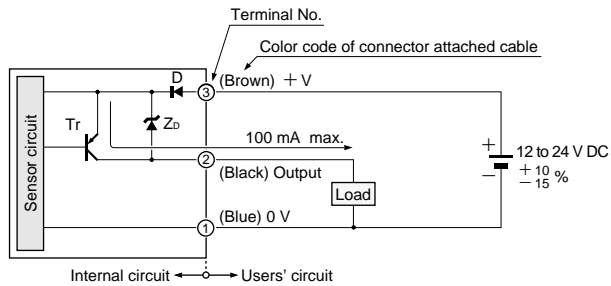 Terminal No.
Color code of connector attached cable
D
3
(Brown) +V
Tr
ZD
100 mA max.
Sensor circuit
2
(Black) Output
+
−
12 to 24 V DC
+10
−15 %
Load
1
(Blue) 0 V
Internal circuit
Users' circuit